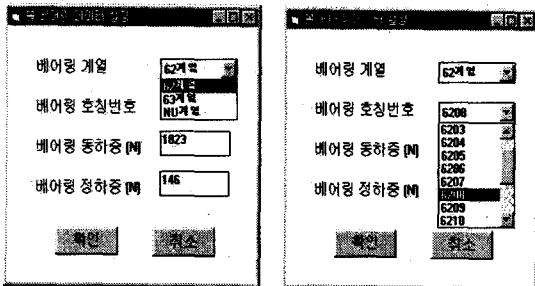 베어링 계열 62계열
62계열
63계열
NU계열
베어링 호칭번호
베어링 동하중 [N] 1823
베어링 정하중 [N] 146
확인 취소
베어링 계열 62계열
베어링 호칭번호 6208
6203
6204
6205
6206
6207
6208
6209
6210
베어링 동하중 [N]
베어링 정하중 [N]
확인 취소